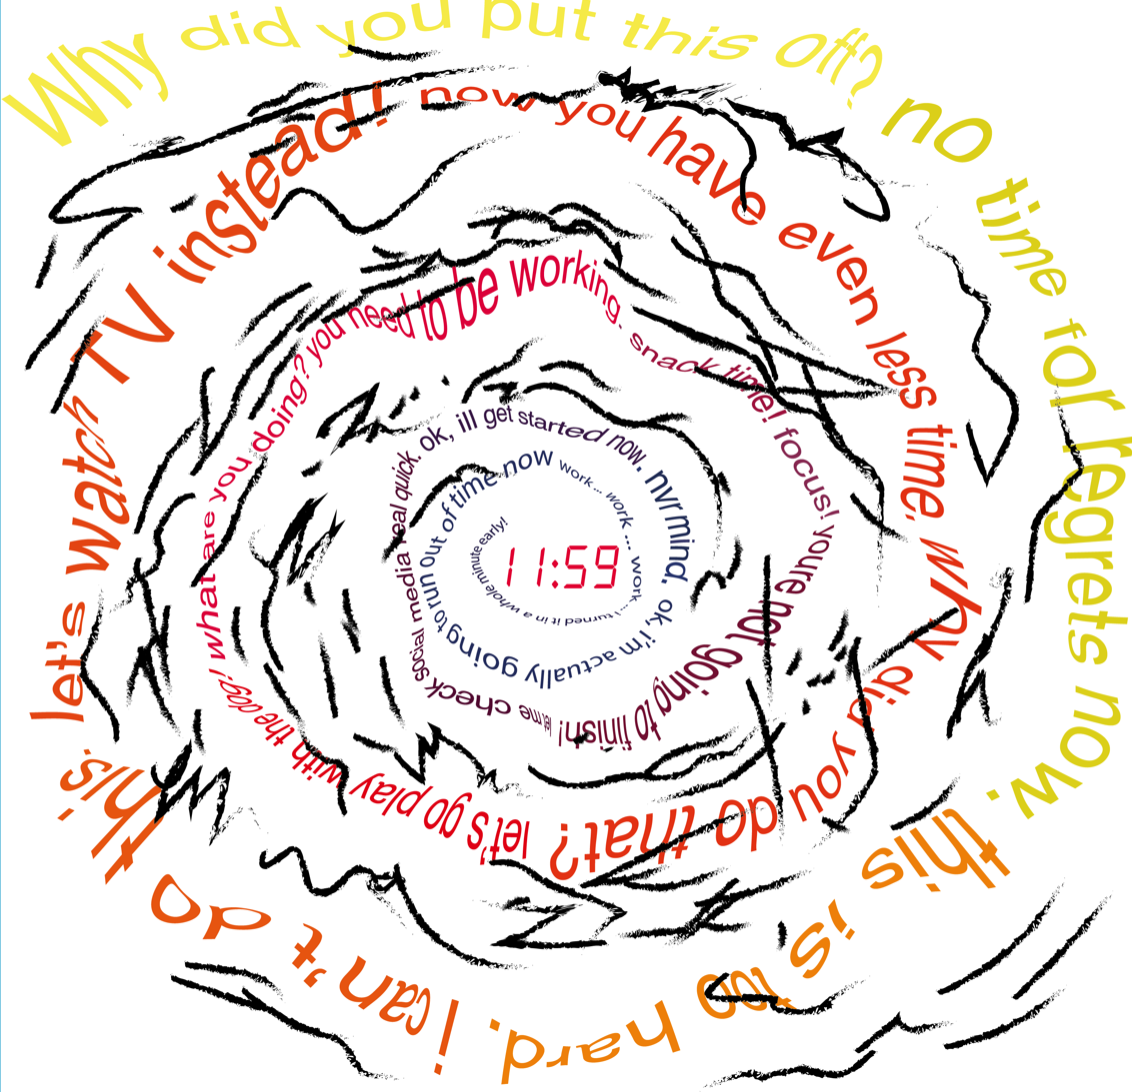 Why did you put this off? no time for regrets now. this is too hard. i can't do this. let's watch TV instead! now you have even less time. why did you do that? let's go play with the dog! what are you doing? you need to be working. snack time! focus! youre not going to finish! let me check social media real quick. ok, ill get started now. nvrmind. ok, i'm actually going to run out of time now work... work ... work... I turned it in a whole minute early!
11:59